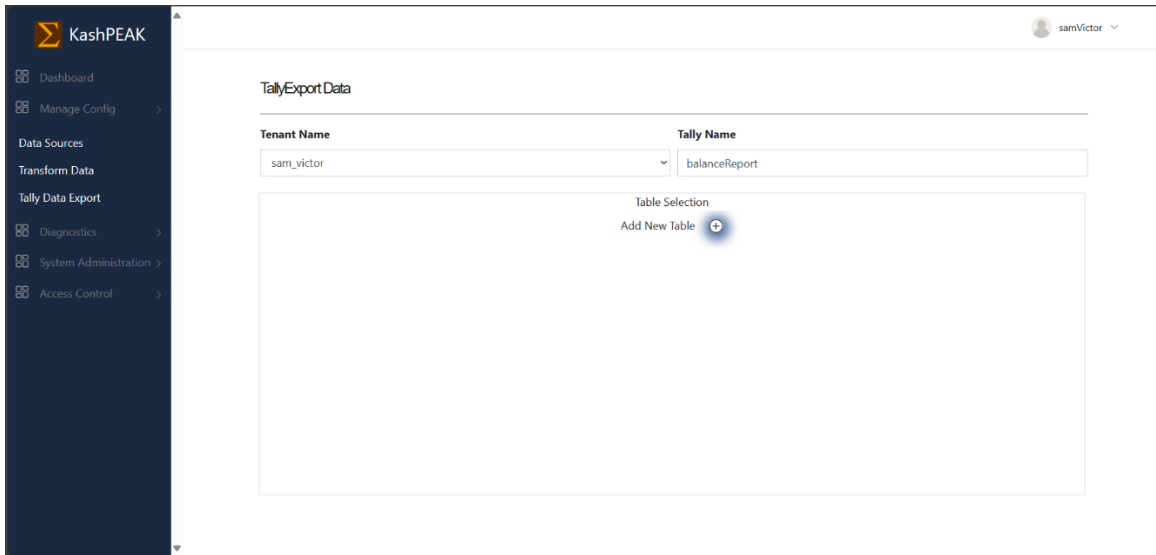 KashPEAK
samVictor
Dashboard
Manage Config
Data Sources
Transform Data
Tally Data Export
Diagnostics
System Administration
Access Control
TallyExport Data
Tenant Name
Tally Name
sam_victor
balanceReport
Table Selection
Add New Table